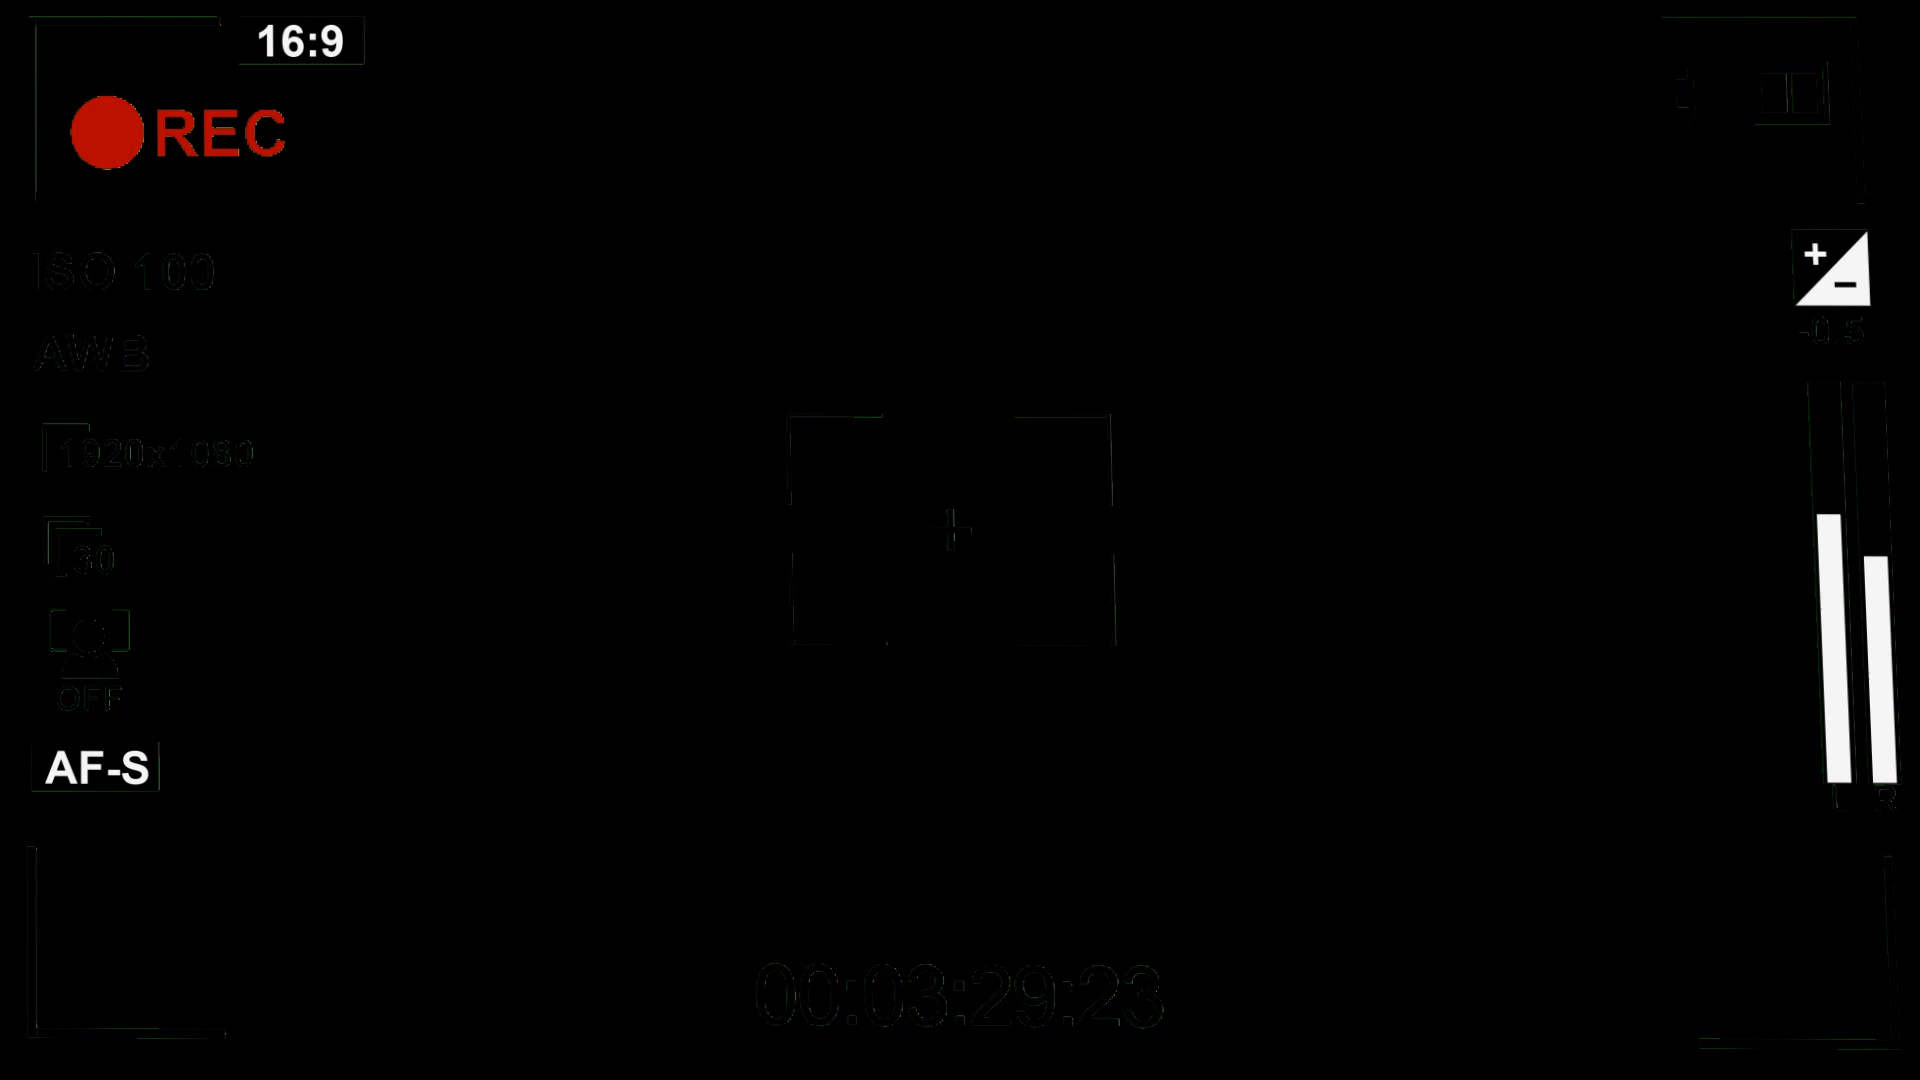 16:9
REC
ISO 100
AWB
-0.5
1920x1080
30
OFF
AF-S
L R
00:03:29:23